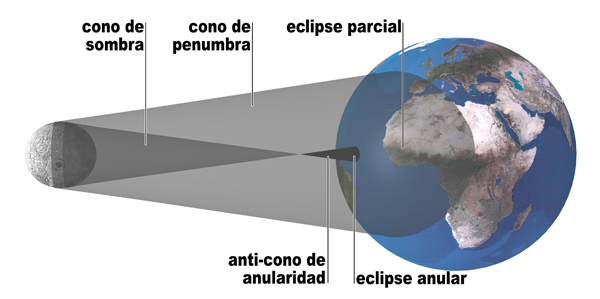 cono de
sombra
cono de
penumbra
eclipse parcial
anti-cono de
anularidad
eclipse anular